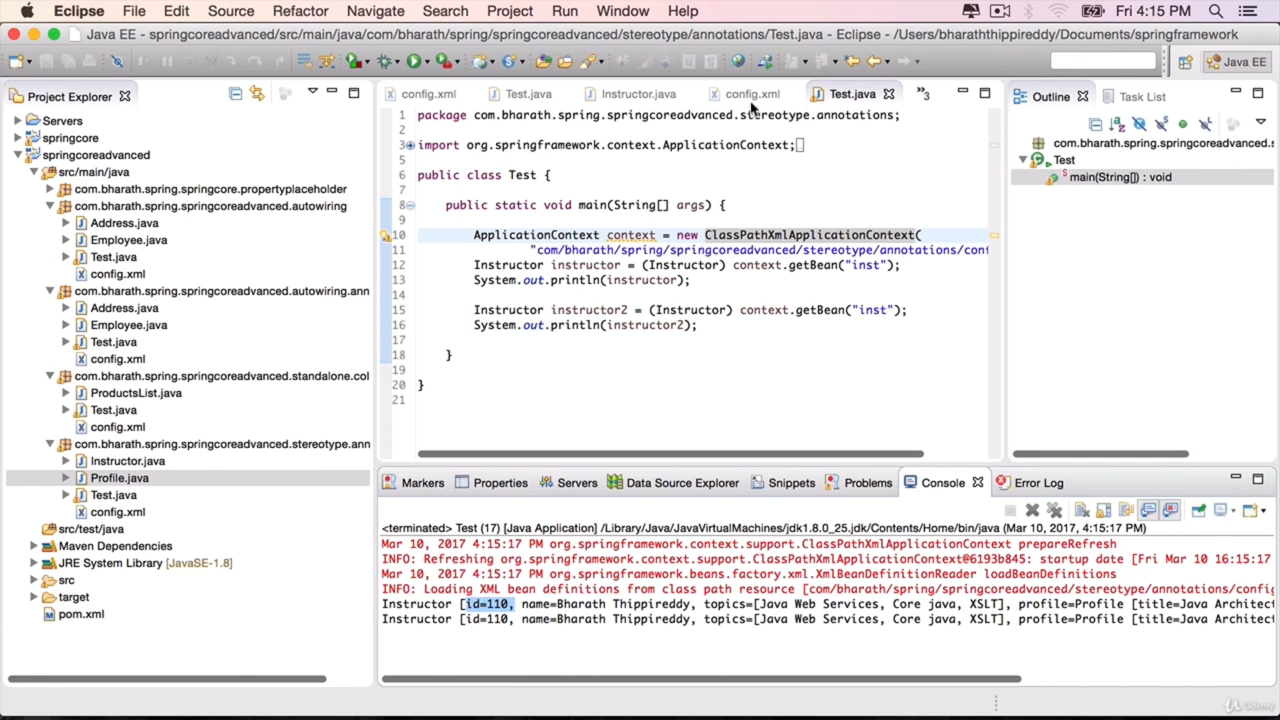 Eclipse File Edit Source Refactor Navigate Search Project Run Window Help Fri 4:15 PM
Java EE - springcoreadvanced/src/main/java/com/bharath/spring/springcoreadvanced/stereotype/annotations/Test.java - Eclipse - /Users/bharaththippireddy/Documents/springframework
Java EE
Project Explorer
Servers
springcore
springcoreadvanced
src/main/java
com.bharath.spring.springcore.propertyplaceholder
com.bharath.spring.springcoreadvanced.autowiring
Address.java
Employee.java
Test.java
config.xml
com.bharath.spring.springcoreadvanced.autowiring.ann
Address.java
Employee.java
Test.java
config.xml
com.bharath.spring.springcoreadvanced.standalone.col
ProductsList.java
Test.java
config.xml
com.bharath.spring.springcoreadvanced.stereotype.ann
Instructor.java
Profile.java
Test.java
config.xml
src/test/java
Maven Dependencies
JRE System Library [JavaSE-1.8]
src
target
pom.xml
config.xml Test.java Instructor.java config.xml Test.java 3
1 package com.bharath.spring.springcoreadvanced.stereotype.annotations;
2
3 import org.springframework.context.ApplicationContext;
5
6 public class Test {
7
8 public static void main(String[] args) {
9
10 ApplicationContext context = new ClassPathXmlApplicationContext(
11 "com/bharath/spring/springcoreadvanced/stereotype/annotations/conf
12 Instructor instructor = (Instructor) context.getBean("inst");
13 System.out.println(instructor);
14
15 Instructor instructor2 = (Instructor) context.getBean("inst");
16 System.out.println(instructor2);
17
18 }
19
20 }
21
Outline Task List
com.bharath.spring.springcoreadvanced.
Test
main(String[]) : void
Markers Properties Servers Data Source Explorer Snippets Problems Console Error Log
<terminated> Test (17) [Java Application] /Library/Java/JavaVirtualMachines/jdk1.8.0_25.jdk/Contents/Home/bin/java (Mar 10, 2017 4:15:17 PM)
Mar 10, 2017 4:15:17 PM org.springframework.context.support.ClassPathXmlApplicationContext prepareRefresh
INFO: Refreshing org.springframework.context.support.ClassPathXmlApplicationContext@6193b845: startup date [Fri Mar 10 16:15:17
Mar 10, 2017 4:15:17 PM org.springframework.beans.factory.xml.XmlBeanDefinitionReader loadBeanDefinitions
INFO: Loading XML bean definitions from class path resource [com/bharath/spring/springcoreadvanced/stereotype/annotations/config
Instructor [id=110, name=Bharath Thippireddy, topics=[Java Web Services, Core java, XSLT], profile=Profile [title=Java Architect
Instructor [id=110, name=Bharath Thippireddy, topics=[Java Web Services, Core java, XSLT], profile=Profile [title=Java Architect
Udemy